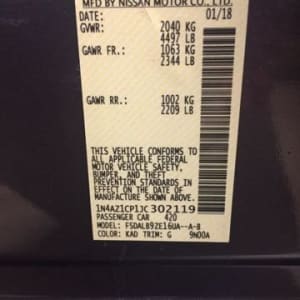 MFD BY NISSAN MOTOR CO., LTD.
DATE: 01/18
GVWR: 2040 KG
4497 LB
GAWR FR.: 1063 KG
2344 LB
GAWR RR.: 1002 KG
2209 LB
THIS VEHICLE CONFORMS TO
ALL APPLICABLE FEDERAL
MOTOR VEHICLE SAFETY,
BUMPER, AND THEFT
PREVENTION STANDARDS IN
EFFECT ON THE DATE OF
MANUFACTURE SHOWN ABOVE.
1N4AZ1CP1JC302119
PASSENGER CAR 420
MODEL: FSDALB9ZE16UA--A-B
COLOR: KAD TRIM: G 9N00A